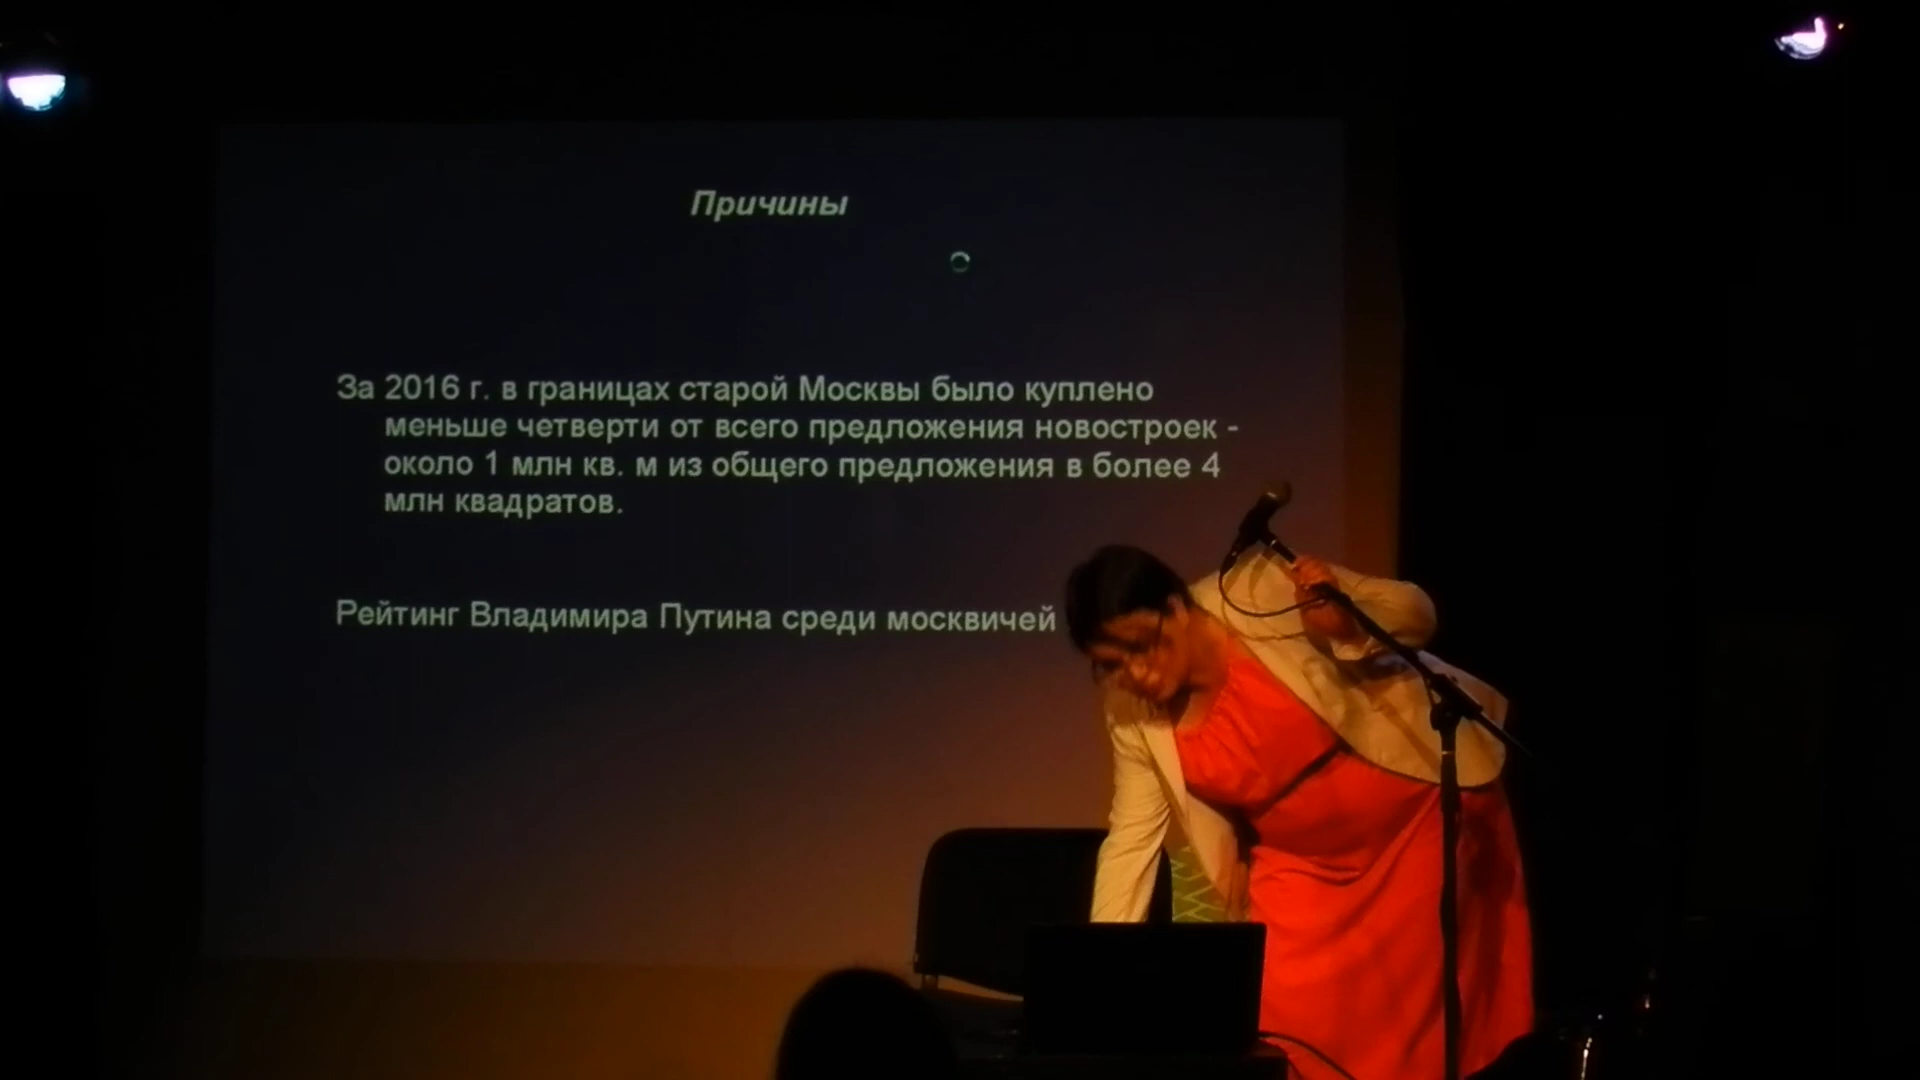 Причины
За 2016 г. в границах старой Москвы было куплено
меньше четверти от всего предложения новостроек -
около 1 млн кв. м из общего предложения в более 4
млн квадратов.
Рейтинг Владимира Путина среди москвичей